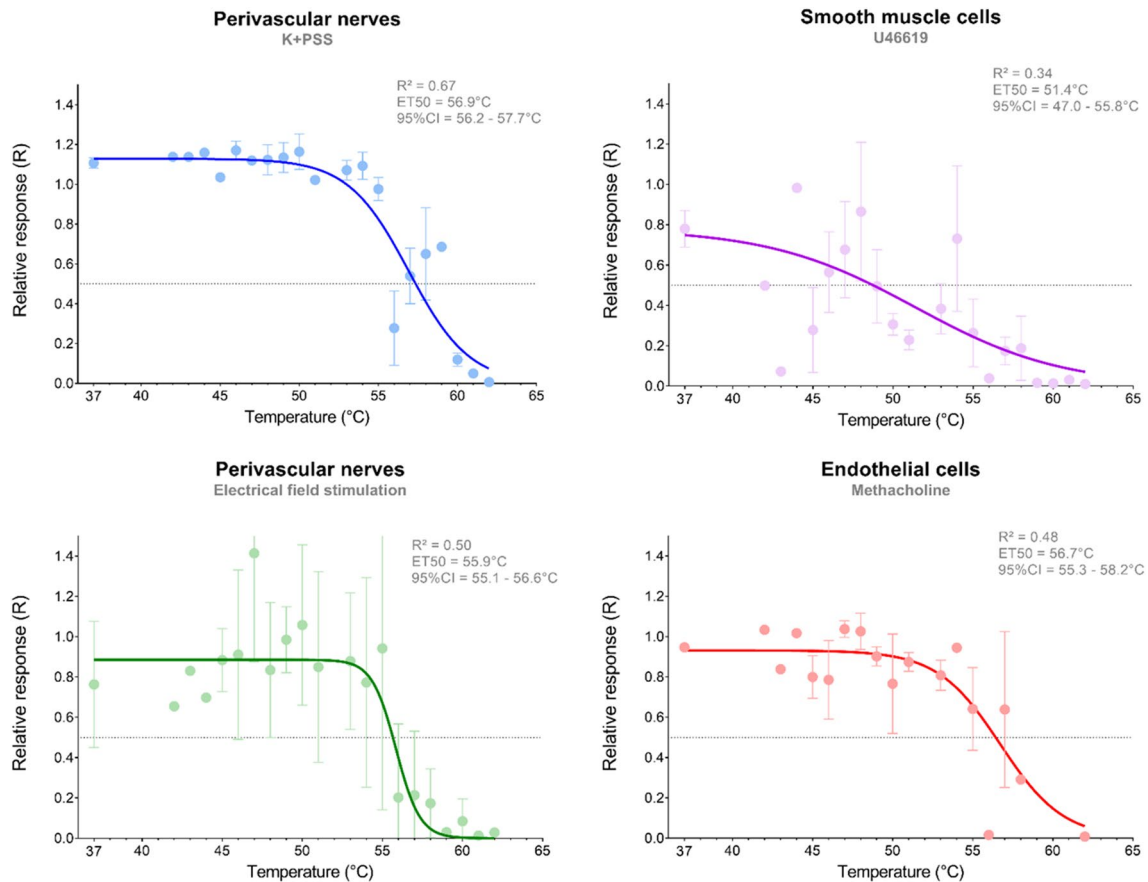 Perivascular nerves
K+PSS
R² = 0.67
ET50 = 56.9°C
95%CI = 56.2 - 57.7°C
Relative response (R)
1.4
1.2
1.0
0.8
0.6
0.4
0.2
0.0
37 40 45 50 55 60 65
Temperature (°C)
Smooth muscle cells
U46619
R² = 0.34
ET50 = 51.4°C
95%CI = 47.0 - 55.8°C
Relative response (R)
1.4
1.2
1.0
0.8
0.6
0.4
0.2
0.0
37 40 45 50 55 60 65
Temperature (°C)
Perivascular nerves
Electrical field stimulation
R² = 0.50
ET50 = 55.9°C
95%CI = 55.1 - 56.6°C
Relative response (R)
1.4
1.2
1.0
0.8
0.6
0.4
0.2
0.0
37 40 45 50 55 60 65
Temperature (°C)
Endothelial cells
Methacholine
R² = 0.48
ET50 = 56.7°C
95%CI = 55.3 - 58.2°C
Relative response (R)
1.4
1.2
1.0
0.8
0.6
0.4
0.2
0.0
37 40 45 50 55 60 65
Temperature (°C)